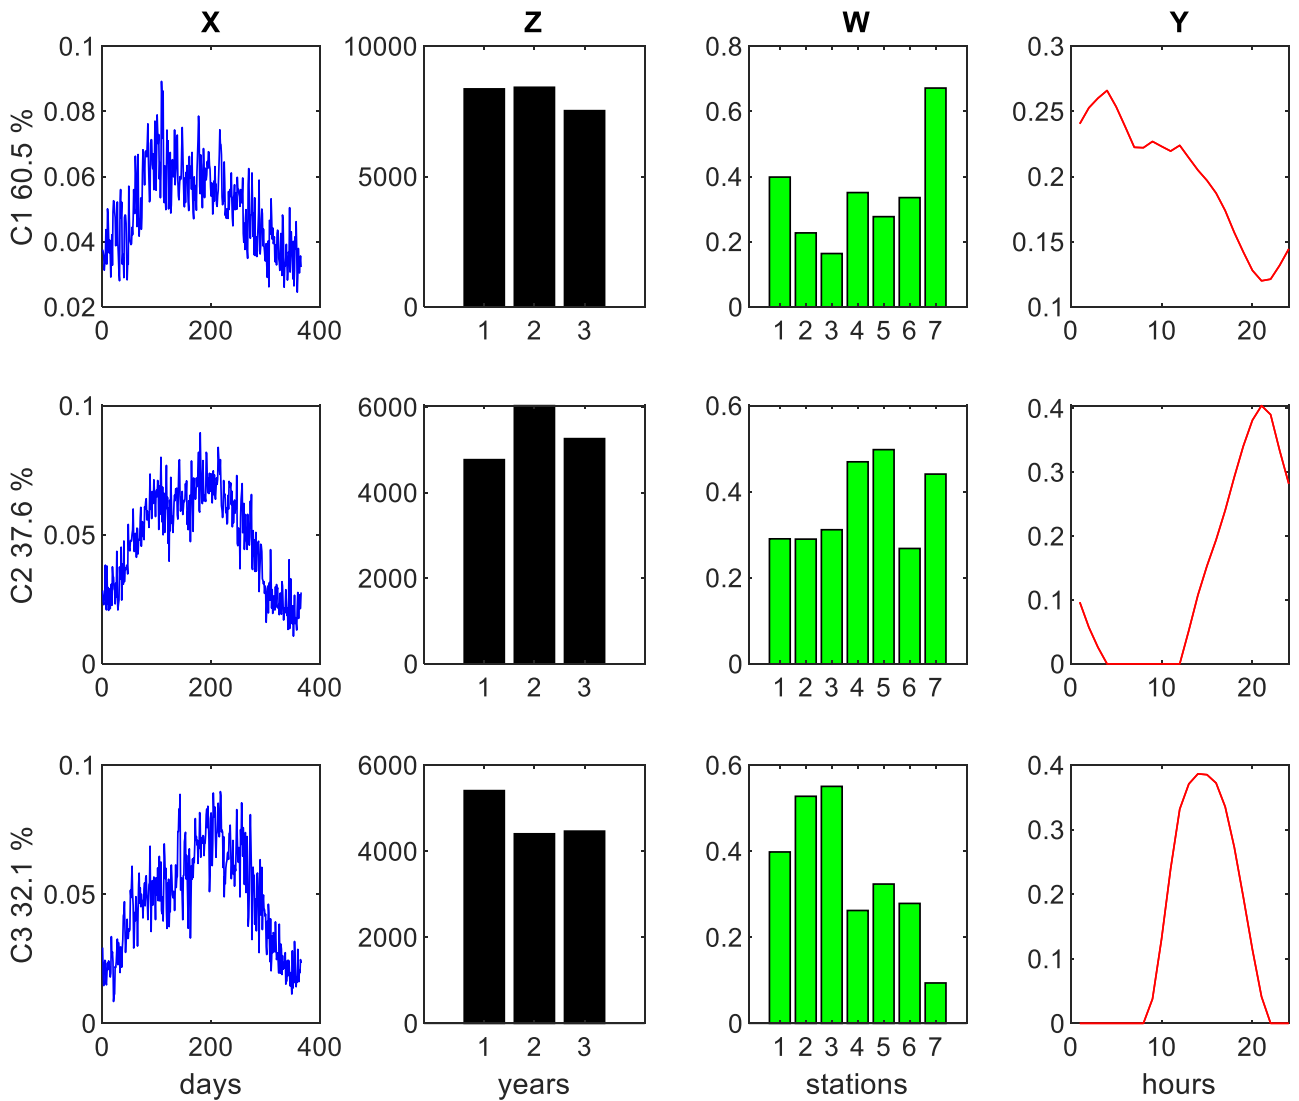 X Z W Y
C1 60.5 %
0.1 0.08 0.06 0.04 0.02
0 200 400
10000 5000 0
1 2 3
0.8 0.6 0.4 0.2 0
1 2 3 4 5 6 7
0.3 0.25 0.2 0.15 0.1
0 10 20
C2 37.6 %
0.1 0.05 0
0 200 400
6000 4000 2000 0
1 2 3
0.6 0.4 0.2 0
1 2 3 4 5 6 7
0.4 0.3 0.2 0.1 0
0 10 20
C3 32.1 %
0.1 0.05 0
0 200 400
6000 4000 2000 0
1 2 3
0.6 0.4 0.2 0
1 2 3 4 5 6 7
0.4 0.3 0.2 0.1 0
0 10 20
days years stations hours